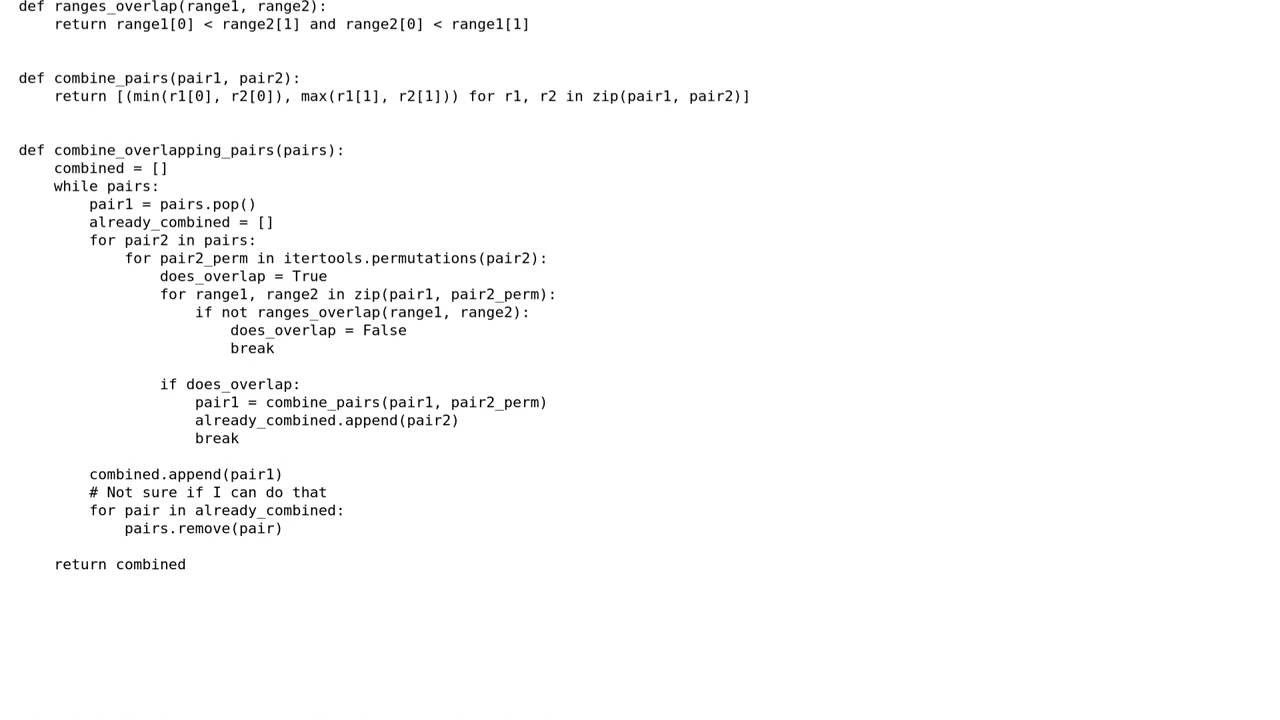 def ranges_overlap(range1, range2):
    return range1[0] < range2[1] and range2[0] < range1[1]
def combine_pairs(pair1, pair2):
    return [(min(r1[0], r2[0]), max(r1[1], r2[1])) for r1, r2 in zip(pair1, pair2)]
def combine_overlapping_pairs(pairs):
    combined = []
    while pairs:
        pair1 = pairs.pop()
        already_combined = []
        for pair2 in pairs:
            for pair2_perm in itertools.permutations(pair2):
                does_overlap = True
                for range1, range2 in zip(pair1, pair2_perm):
                    if not ranges_overlap(range1, range2):
                        does_overlap = False
                        break
                if does_overlap:
                    pair1 = combine_pairs(pair1, pair2_perm)
                    already_combined.append(pair2)
                    break
        combined.append(pair1)
        # Not sure if I can do that
        for pair in already_combined:
            pairs.remove(pair)
    return combined